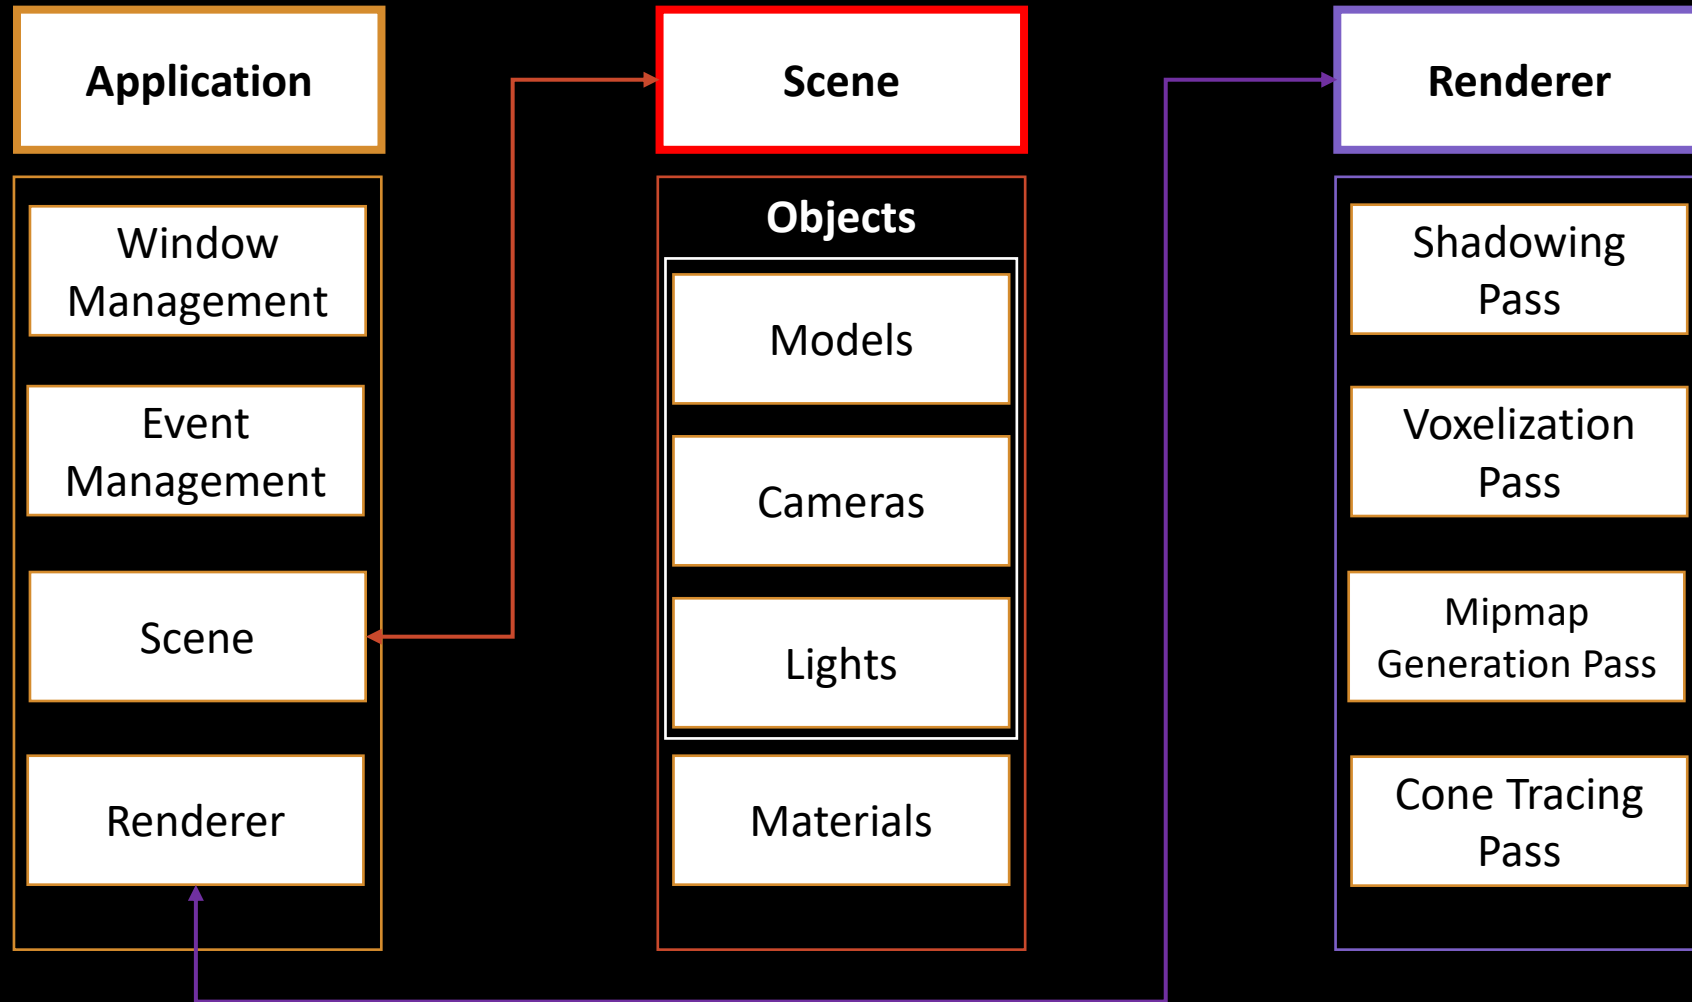 Application
Window
Management
Event
Management
Scene
Renderer
Scene
Objects
Models
Cameras
Lights
Materials
Renderer
Shadowing
Pass
Voxelization
Pass
Mipmap
Generation Pass
Cone Tracing
Pass